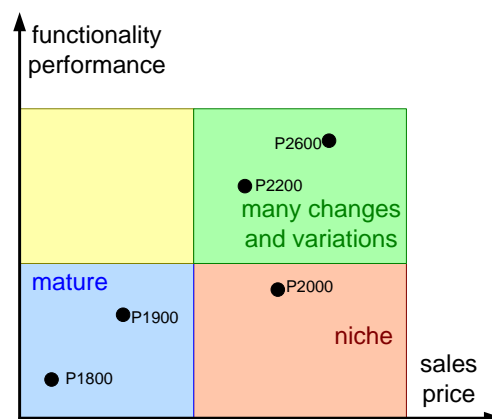 functionality
performance
P2600
P2200
many changes
and variations
mature
P2000
P1900
niche
P1800
sales
price